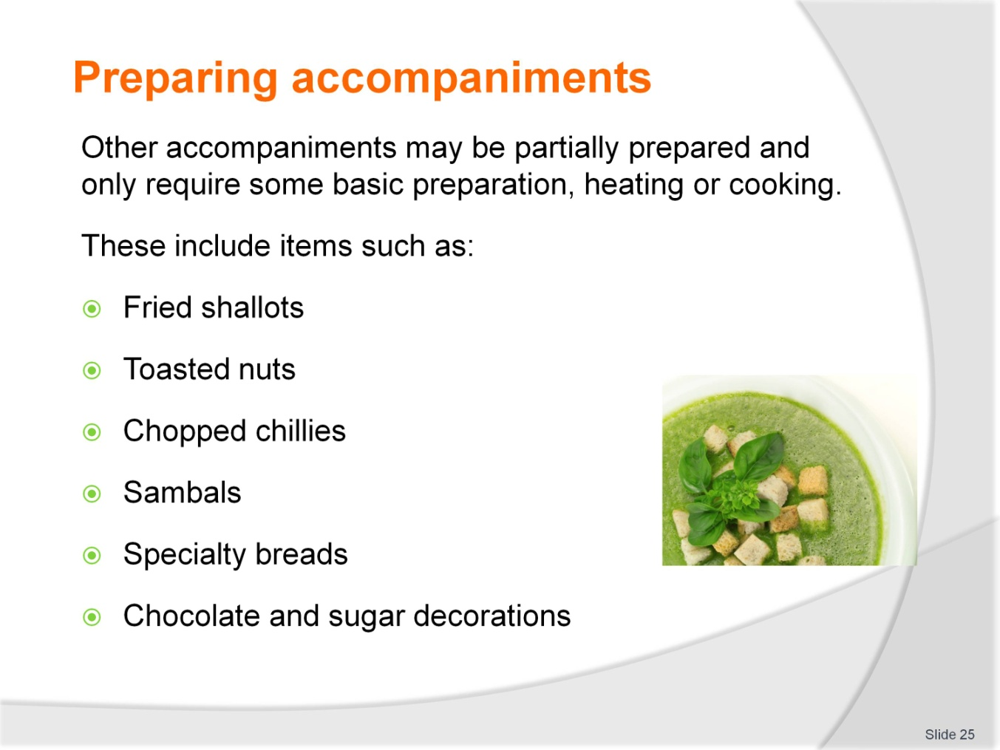 Preparing accompaniments
Other accompaniments may be partially prepared and
only require some basic preparation, heating or cooking.
These include items such as:
Fried shallots
Toasted nuts
Chopped chillies
Sambals
Specialty breads
Chocolate and sugar decorations
Slide 25